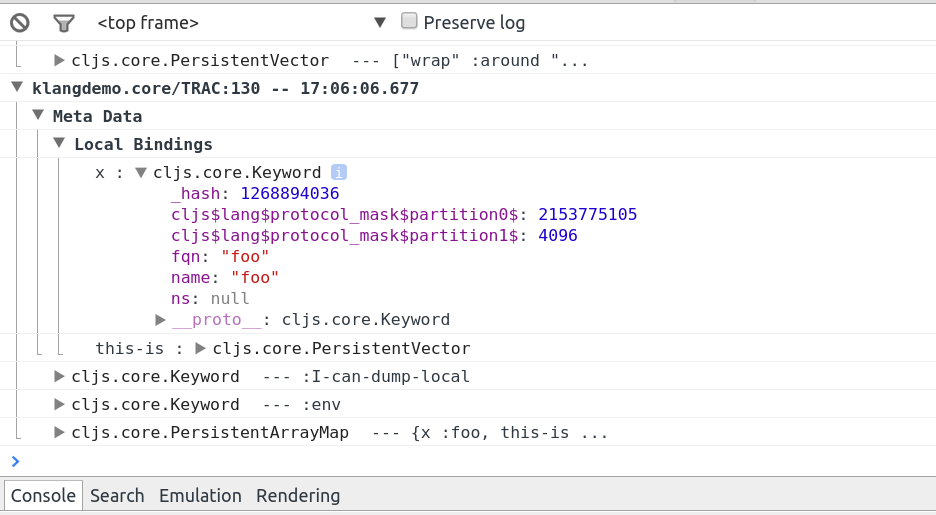 <top frame> Preserve log
cljs.core.PersistentVector --- ["wrap" :around "...
klangdemo.core/TRAC:130 -- 17:06:06.677
Meta Data
Local Bindings
x : cljs.core.Keyword i
_hash: 1268894036
cljs$lang$protocol_mask$partition0$: 2153775105
cljs$lang$protocol_mask$partition1$: 4096
fqn: "foo"
name: "foo"
ns: null
__proto__: cljs.core.Keyword
this-is : cljs.core.PersistentVector
cljs.core.Keyword --- :I-can-dump-local
cljs.core.Keyword --- :env
cljs.core.PersistentArrayMap --- {x :foo, this-is ...
>
Console Search Emulation Rendering